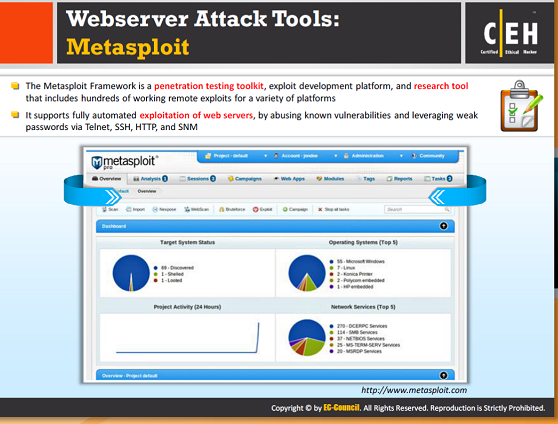 Webserver Attack Tools:
Metasploit
C|EH
Certified Ethical Hacker
The Metasploit Framework is a penetration testing toolkit, exploit development platform, and research tool
that includes hundreds of working remote exploits for a variety of platforms
It supports fully automated exploitation of web servers, by abusing known vulnerabilities and leveraging weak
passwords via Telnet, SSH, HTTP, and SNM
metasploit
pro
Project - default
Account - jsmoke
Administration
Community
Overview
Analysis
Sessions
Campaigns
Web Apps
Modules
Tags
Reports
Tasks
Overview
Scan
Import
Nexpose
WebScan
Bruteforce
Exploit
Campaign
Stop all tasks
Search
Dashboard
Target System Status
69 - Discovered
1 - Shelled
1 - Looted
Operating Systems (Top 5)
55 - Microsoft Windows
7 - Linux
2 - Konica Printer
2 - Polycom embedded
1 - HP embedded
Project Activity (24 Hours)
Network Services (Top 5)
270 - DCERPC Services
114 - SMB Services
37 - NETBIOS Services
25 - MS-TERM-SERV Services
20 - MSRDP Services
Overview - Project default
http://www.metasploit.com
Copyright © by EC-Council. All Rights Reserved. Reproduction is Strictly Prohibited.